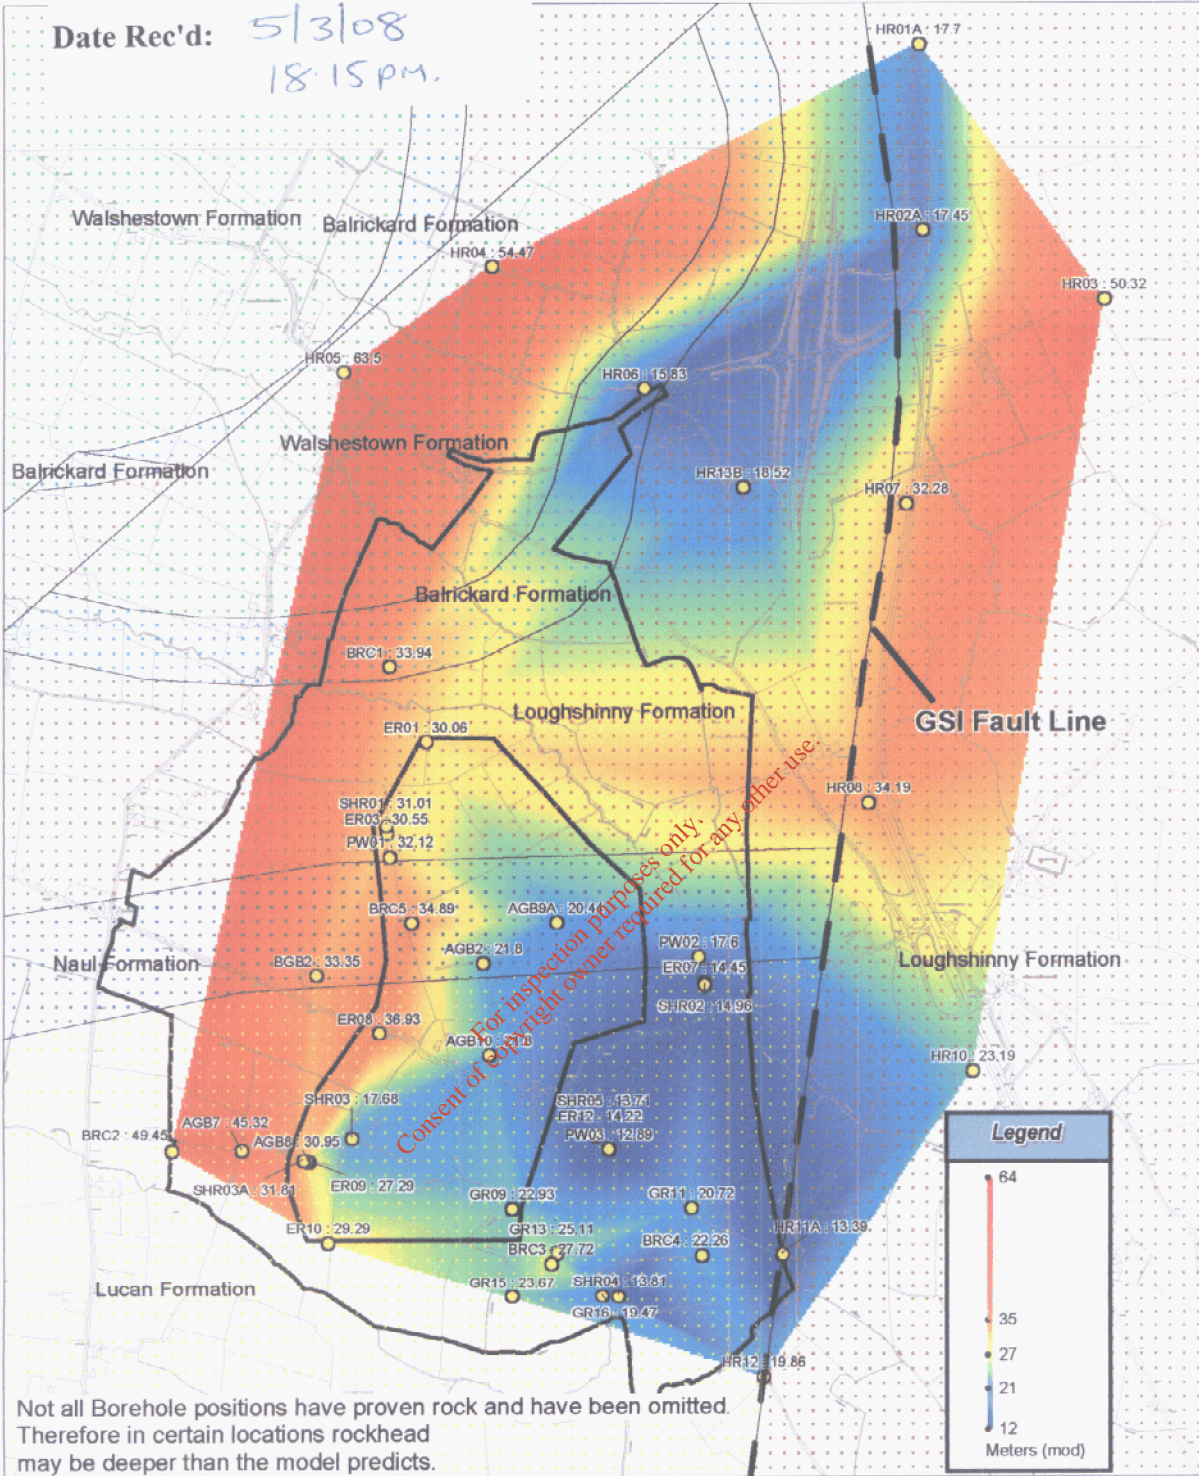 Date Rec'd: 5/3/08
18.15pm.
HR01A : 17.7
HR02A : 17.45
Walshestown Formation
Balrickard Formation
HR04 : 54.47
HR03 : 50.32
HR05 : 63.5
HR06 : 15.83
Walshestown Formation
Balrickard Formation
HR13B : 18.52
HR07 : 32.28
Balrickard Formation
BRC1 : 33.94
Loughshinny Formation
GSI Fault Line
ER01 : 30.06
HR08 : 34.19
SHR01 : 31.01
ER03 : 30.55
PW01 : 32.12
BRC5 : 34.89
AGB9A : 20.44
AGB2 : 21.8
PW02 : 17.6
Naul Formation
BGB2 : 33.35
ER07 : 14.45
Loughshinny Formation
SHR02 : 14.96
ER08 : 36.93
AGB10 : 21.8
HR10 : 23.19
For inspection purposes only.
Consent of copyright owner required for any other use.
SHR03 : 17.68
SHR05 : 13.71
ER12 : 14.22
AGB7 : 45.32
BRC2 : 49.45
AGB8 : 30.95
PW03 : 12.89
SHR03A : 31.81
ER09 : 27.29
GR09 : 22.93
GR11 : 20.72
ER10 : 29.29
GR13 : 25.11
HR11A : 13.39
BRC3 : 27.72
BRC4 : 22.26
Lucan Formation
GR15 : 23.67
SHR04 : 13.81
GR16 : 19.47
HR12 : 19.86
Legend
64
35
27
21
12
Meters (mod)
Not all Borehole positions have proven rock and have been omitted.
Therefore in certain locations rockhead
may be deeper than the model predicts.